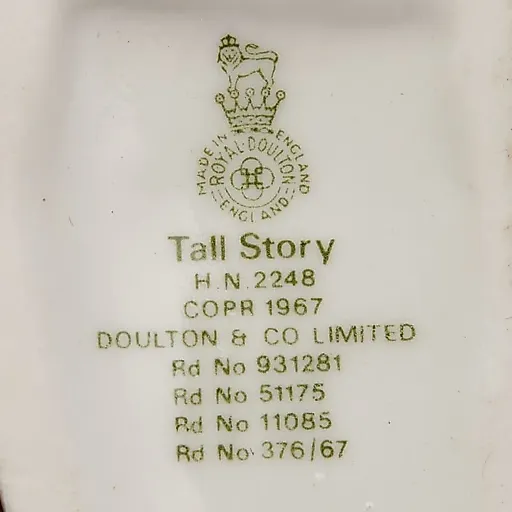 MADE IN ENGLAND
ROYAL·DOULTON
ENGLAND
Tall Story
H.N.2248
COPR 1967
DOULTON & CO LIMITED
Rd No 931281
Rd No 51175
Rd No 11085
Rd No 376/67